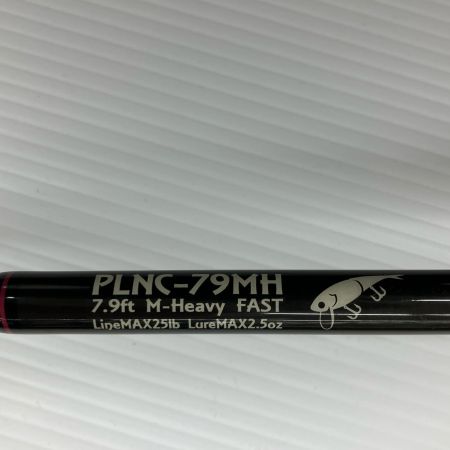 PLNC-79MH
7.9ft M-Heavy FAST
LineMAX25lb LureMAX2.5oz